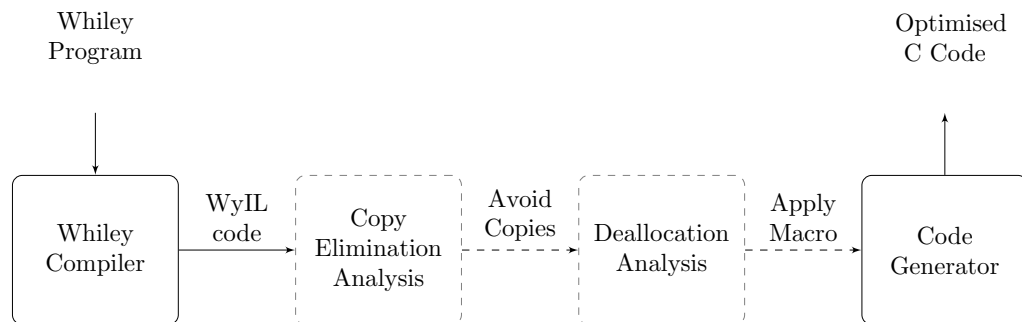 Whiley
Program
Optimised
C Code
Whiley
Compiler
WyIL
code
Copy
Elimination
Analysis
Avoid
Copies
Deallocation
Analysis
Apply
Macro
Code
Generator